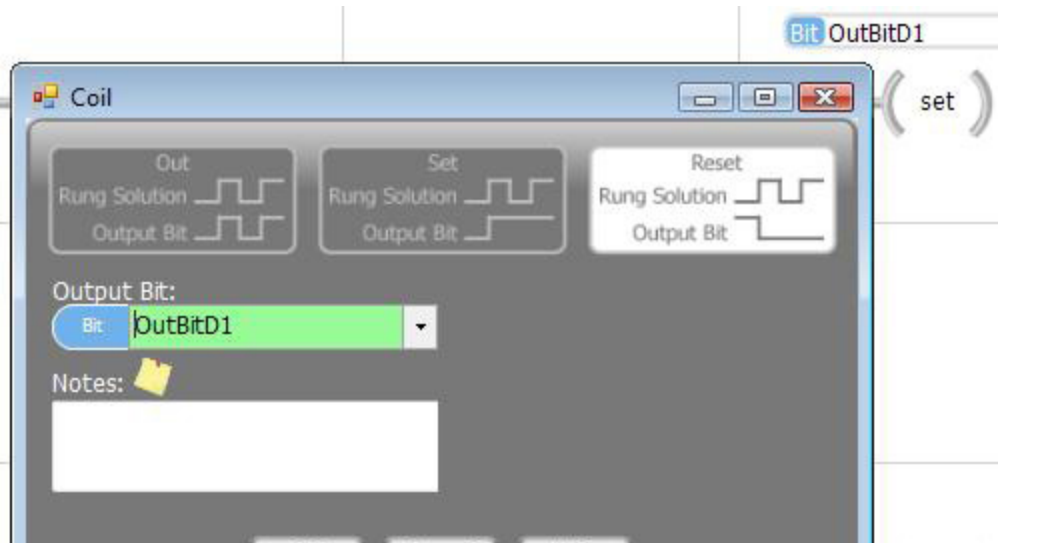 Bit OutBitD1
Coil
set
Out
Rung Solution
Output Bit
Set
Rung Solution
Output Bit
Reset
Rung Solution
Output Bit
Output Bit:
Bit OutBitD1
Notes: